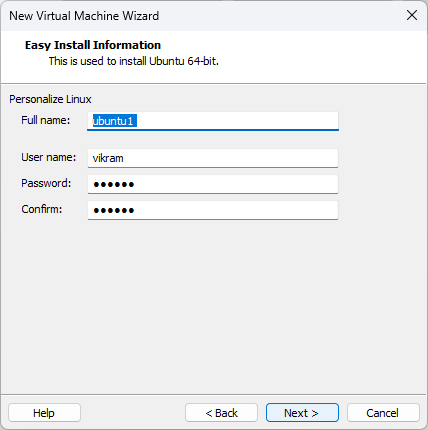 New Virtual Machine Wizard
Easy Install Information
This is used to install Ubuntu 64-bit.
Personalize Linux
Full name: ubuntu1
User name: vikram
Password: ●●●●●●
Confirm: ●●●●●●
Help < Back Next > Cancel